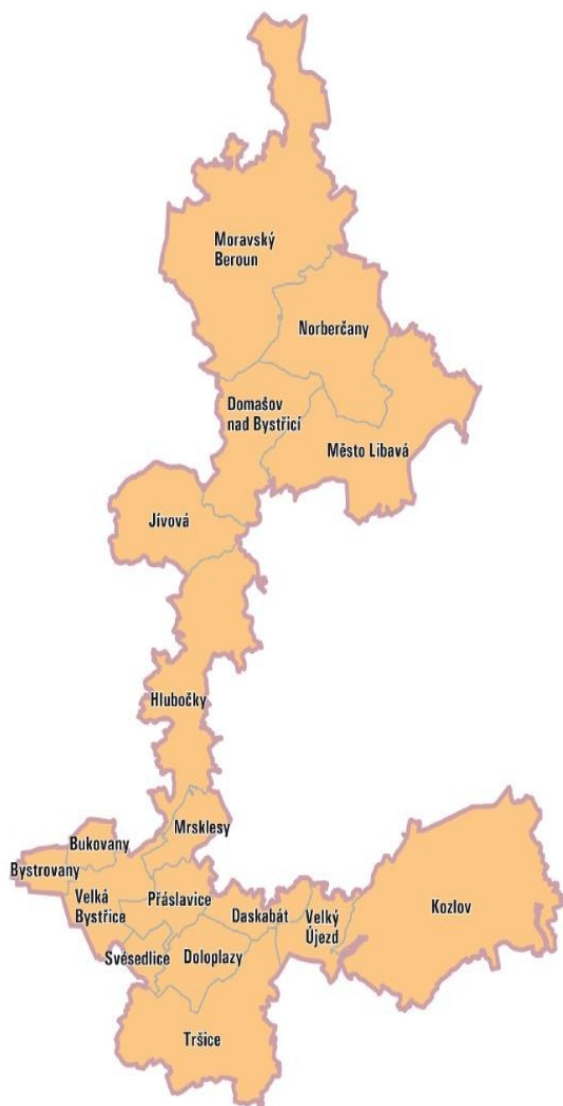 Moravský
Beroun
Norberčany
Domašov
nad Bystřicí
Město Libavá
Jívová
Hlubočky
Mrsklesy
Bukovany
Bystrovany
Velká
Bystřice
Přáslavice
Daskabát
Velký
Újezd
Kozlov
Svésedlice
Doloplazy
Tršice